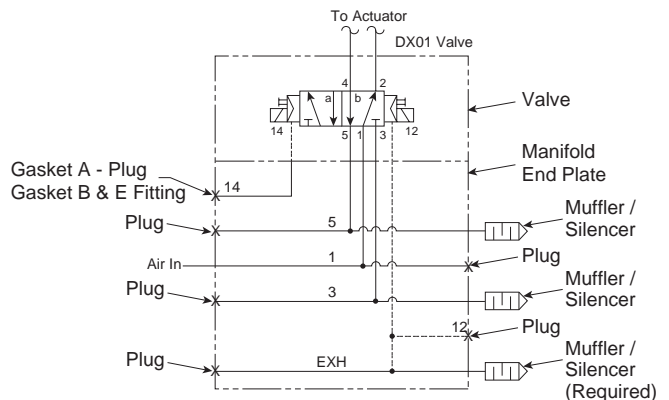 To Actuator
DX01 Valve
4 2
a b
14 12
5 1 3
Valve
Manifold
End Plate
Gasket A - Plug
Gasket B & E Fitting
14
Plug
5
Muffler /
Silencer
Air In
1
Plug
Plug
3
Muffler /
Silencer
12
Plug
Plug
EXH
Muffler /
Silencer
(Required)